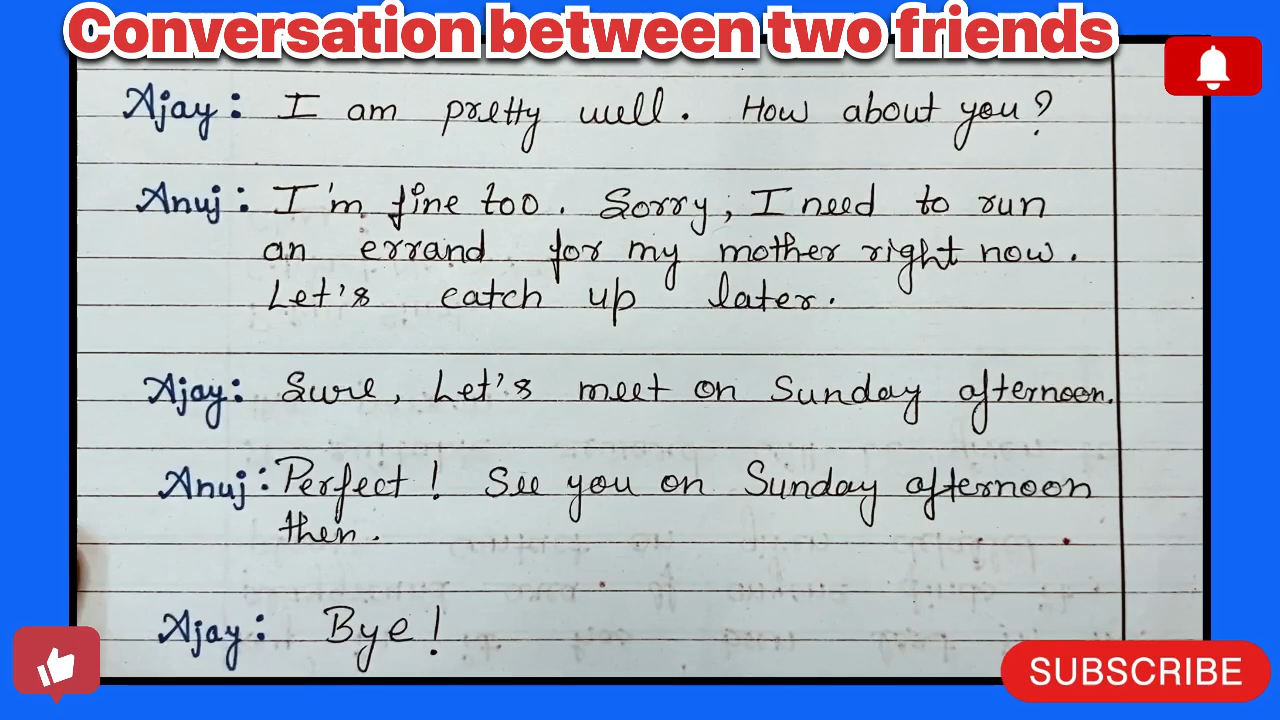 Conversation between two friends
Ajay: I am pretty well. How about you?
Anuj: I'm fine too. Sorry, I need to run
an errand for my mother right now.
Let's catch up later.
Ajay: Sure, Let's meet on Sunday afternoon.
Anuj: Perfect! See you on Sunday afternoon
then.
Ajay: Bye!
SUBSCRIBE